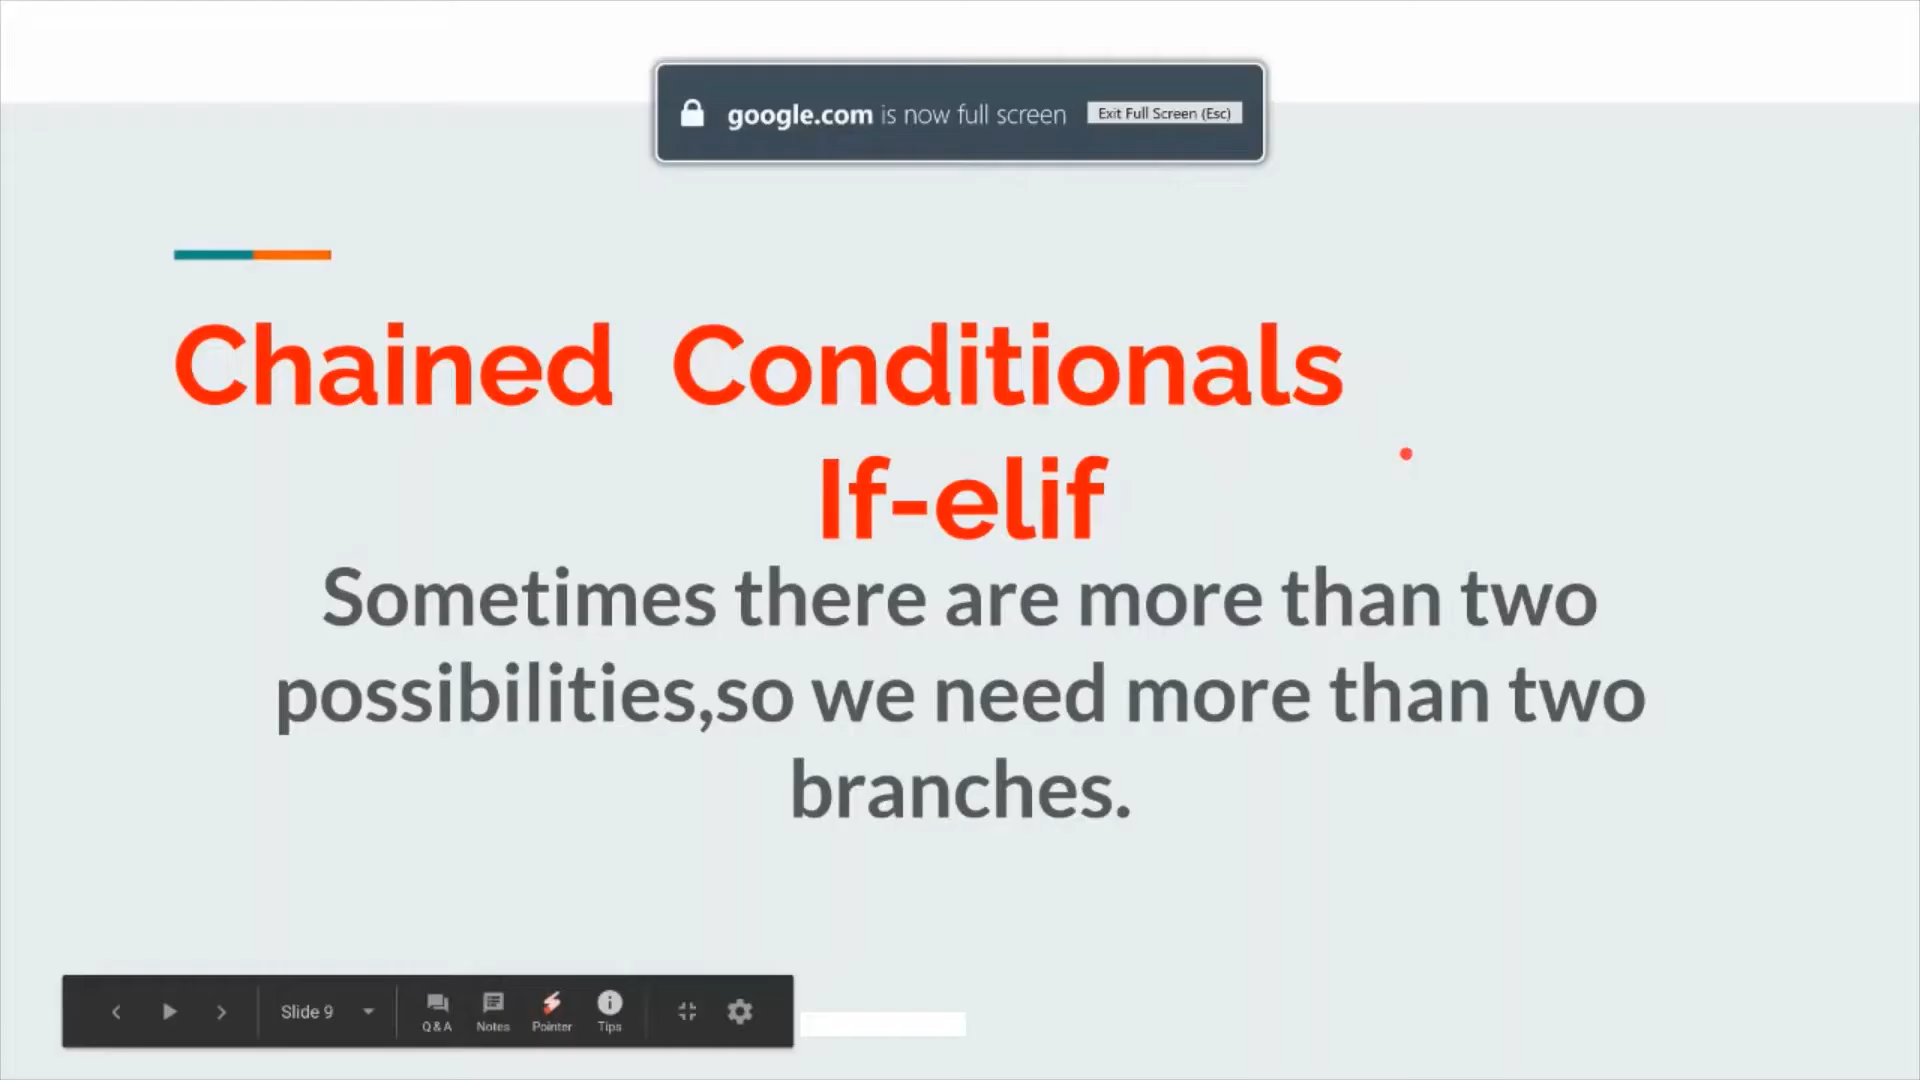 google.com is now full screen Exit Full Screen (Esc)
Chained Conditionals
If-elif
Sometimes there are more than two
possibilities,so we need more than two
branches.
Slide 9 Q&A Notes Pointer Tips